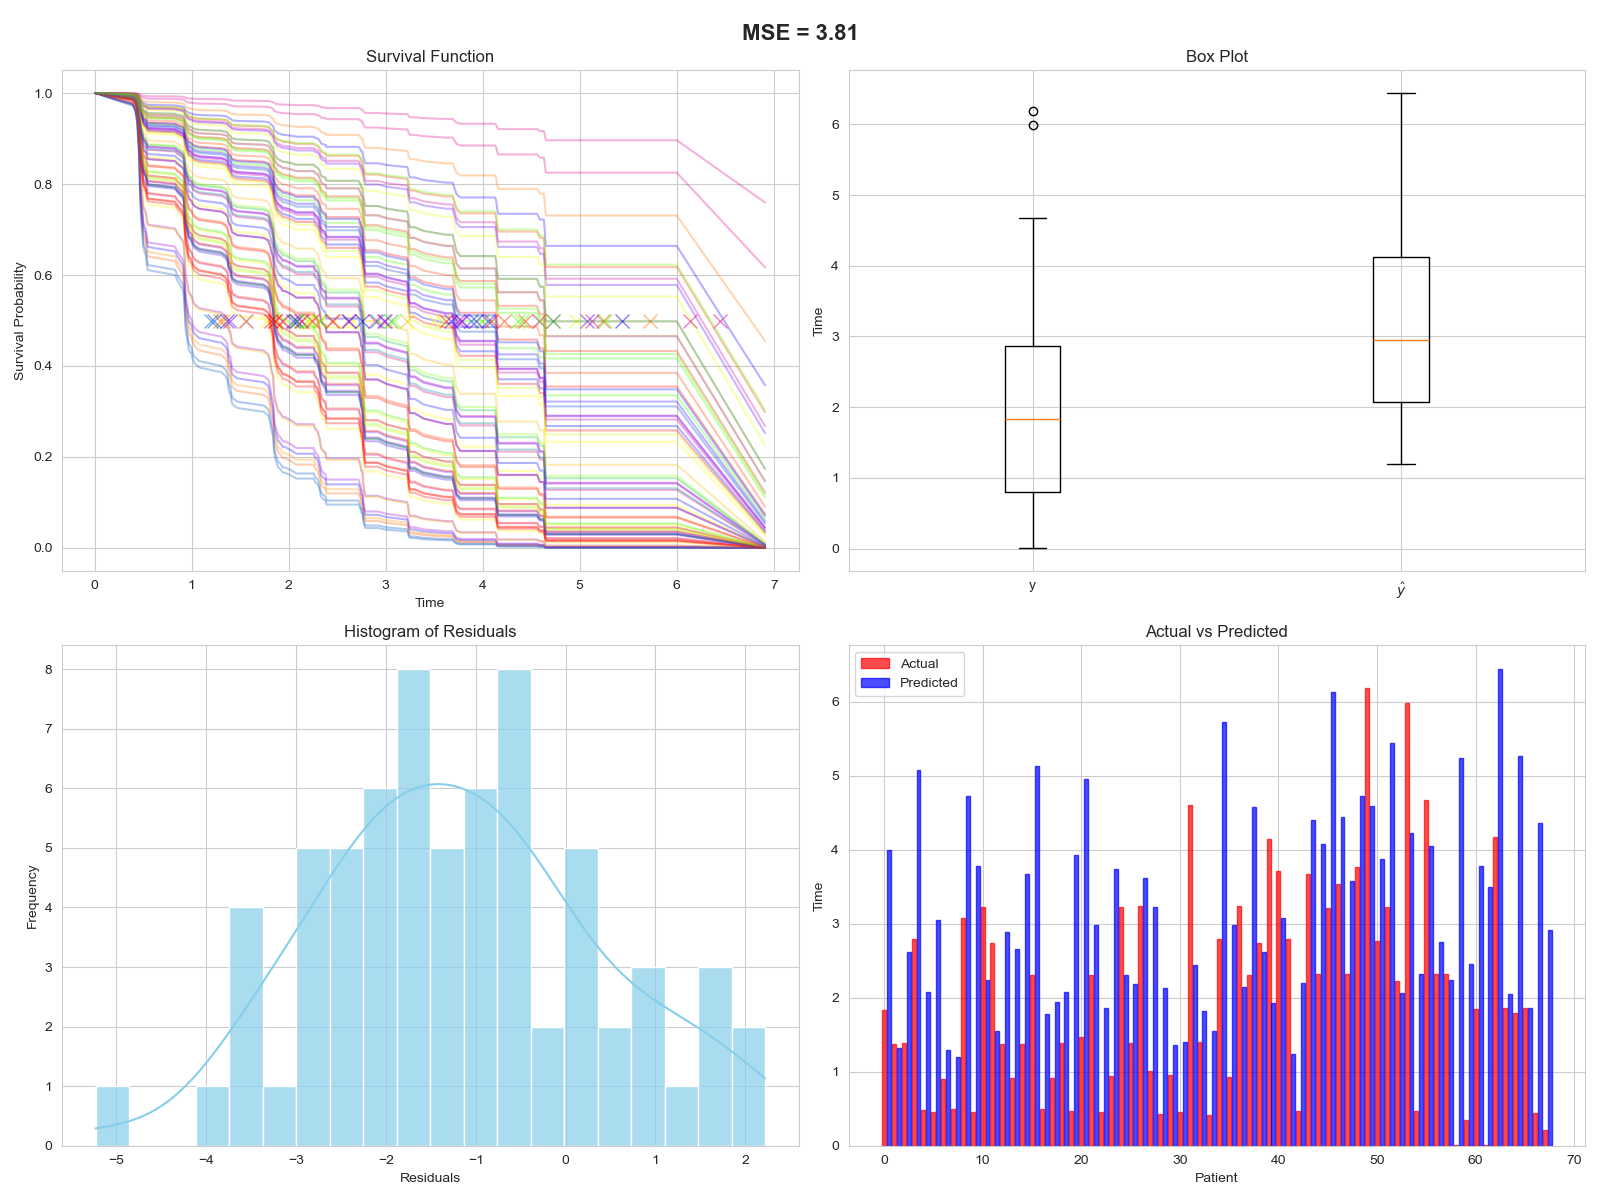 MSE = 3.81
Survival Function
Survival Probability
1.0
0.8
0.6
0.4
0.2
0.0
0 1 2 3 4 5 6 7
Time
Box Plot
Time
6
5
4
3
2
1
0
y ŷ
Histogram of Residuals
Frequency
8
7
6
5
4
3
2
1
0
−5 −4 −3 −2 −1 0 1 2
Residuals
Actual vs Predicted
Actual
Predicted
Time
6
5
4
3
2
1
0
0 10 20 30 40 50 60 70
Patient